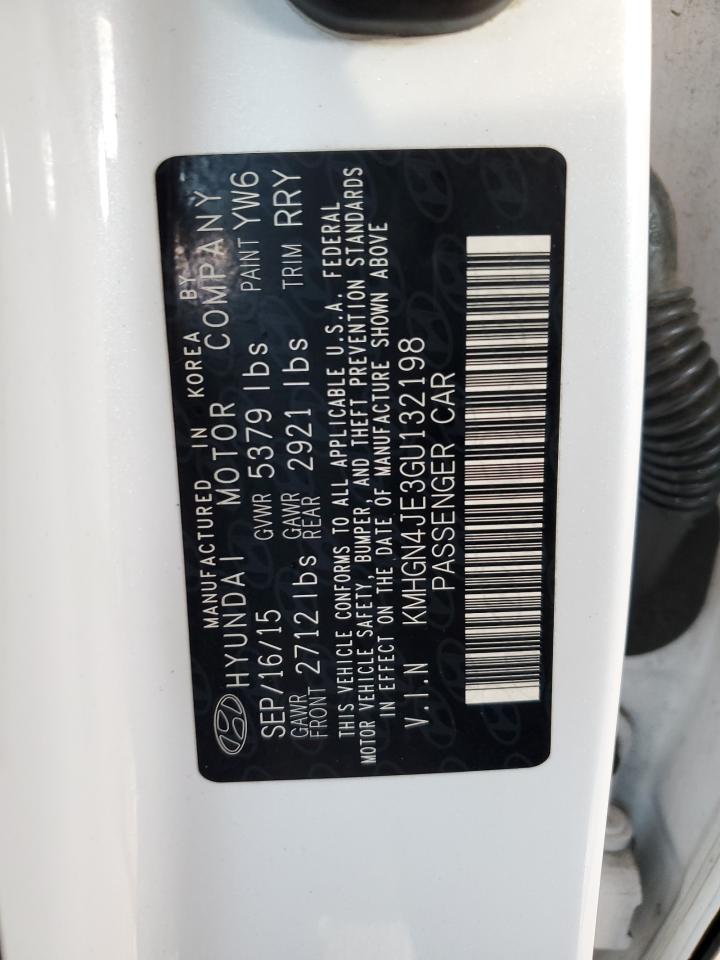 MANUFACTURED IN KOREA BY
HYUNDAI MOTOR COMPANY
SEP/16/15 GVWR 5379 lbs PAINT YW6
GAWR FRONT 2712 lbs GAWR REAR 2921 lbs TRIM RRY
THIS VEHICLE CONFORMS TO ALL APPLICABLE U.S.A. FEDERAL
MOTOR VEHICLE SAFETY, BUMPER, AND THEFT PREVENTION STANDARDS
IN EFFECT ON THE DATE OF MANUFACTURE SHOWN ABOVE
V.I.N KMHGN4JE3GU132198
PASSENGER CAR